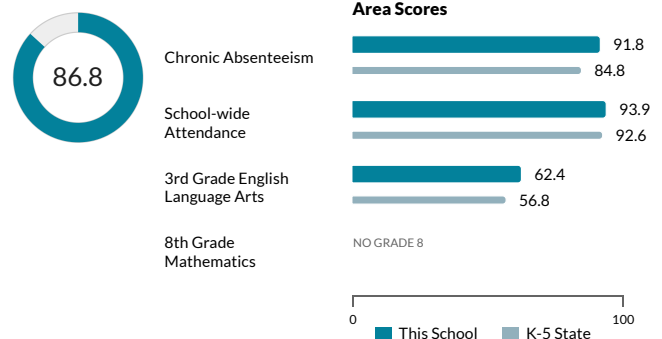 Area Scores
86.8
Chronic Absenteeism
91.8
84.8
School-wide
Attendance
93.9
92.6
3rd Grade English
Language Arts
62.4
56.8
8th Grade
Mathematics
NO GRADE 8
0
100
This School
K-5 State